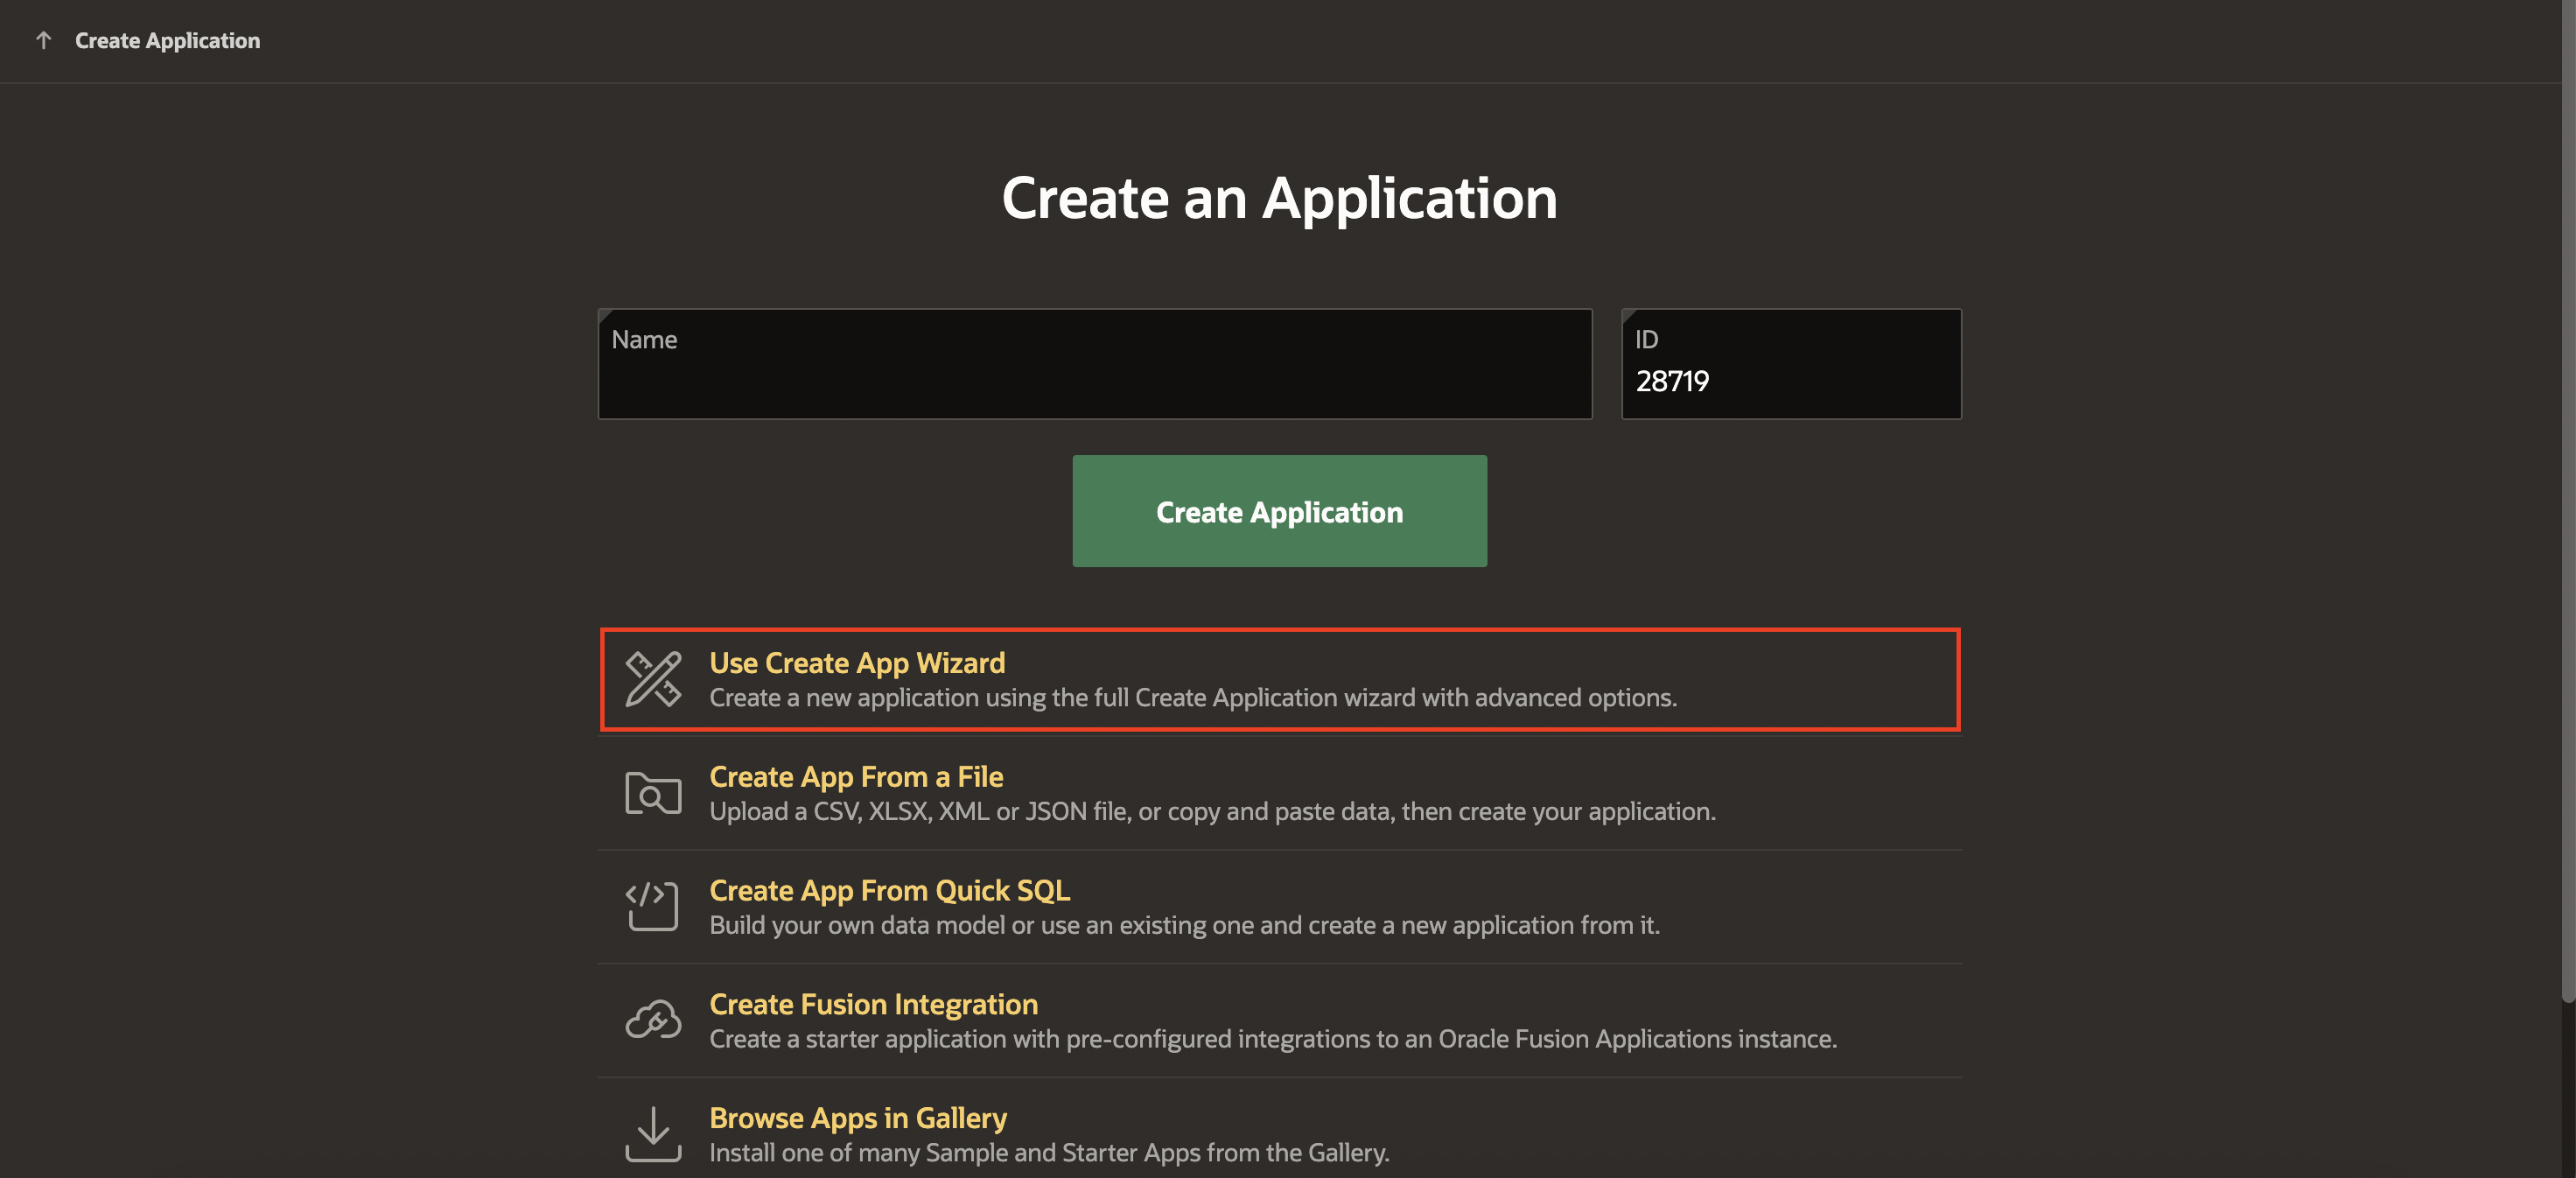 Create Application
Create an Application
Name
ID
28719
Create Application
Use Create App Wizard
Create a new application using the full Create Application wizard with advanced options.
Create App From a File
Upload a CSV, XLSX, XML or JSON file, or copy and paste data, then create your application.
Create App From Quick SQL
Build your own data model or use an existing one and create a new application from it.
Create Fusion Integration
Create a starter application with pre-configured integrations to an Oracle Fusion Applications instance.
Browse Apps in Gallery
Install one of many Sample and Starter Apps from the Gallery.